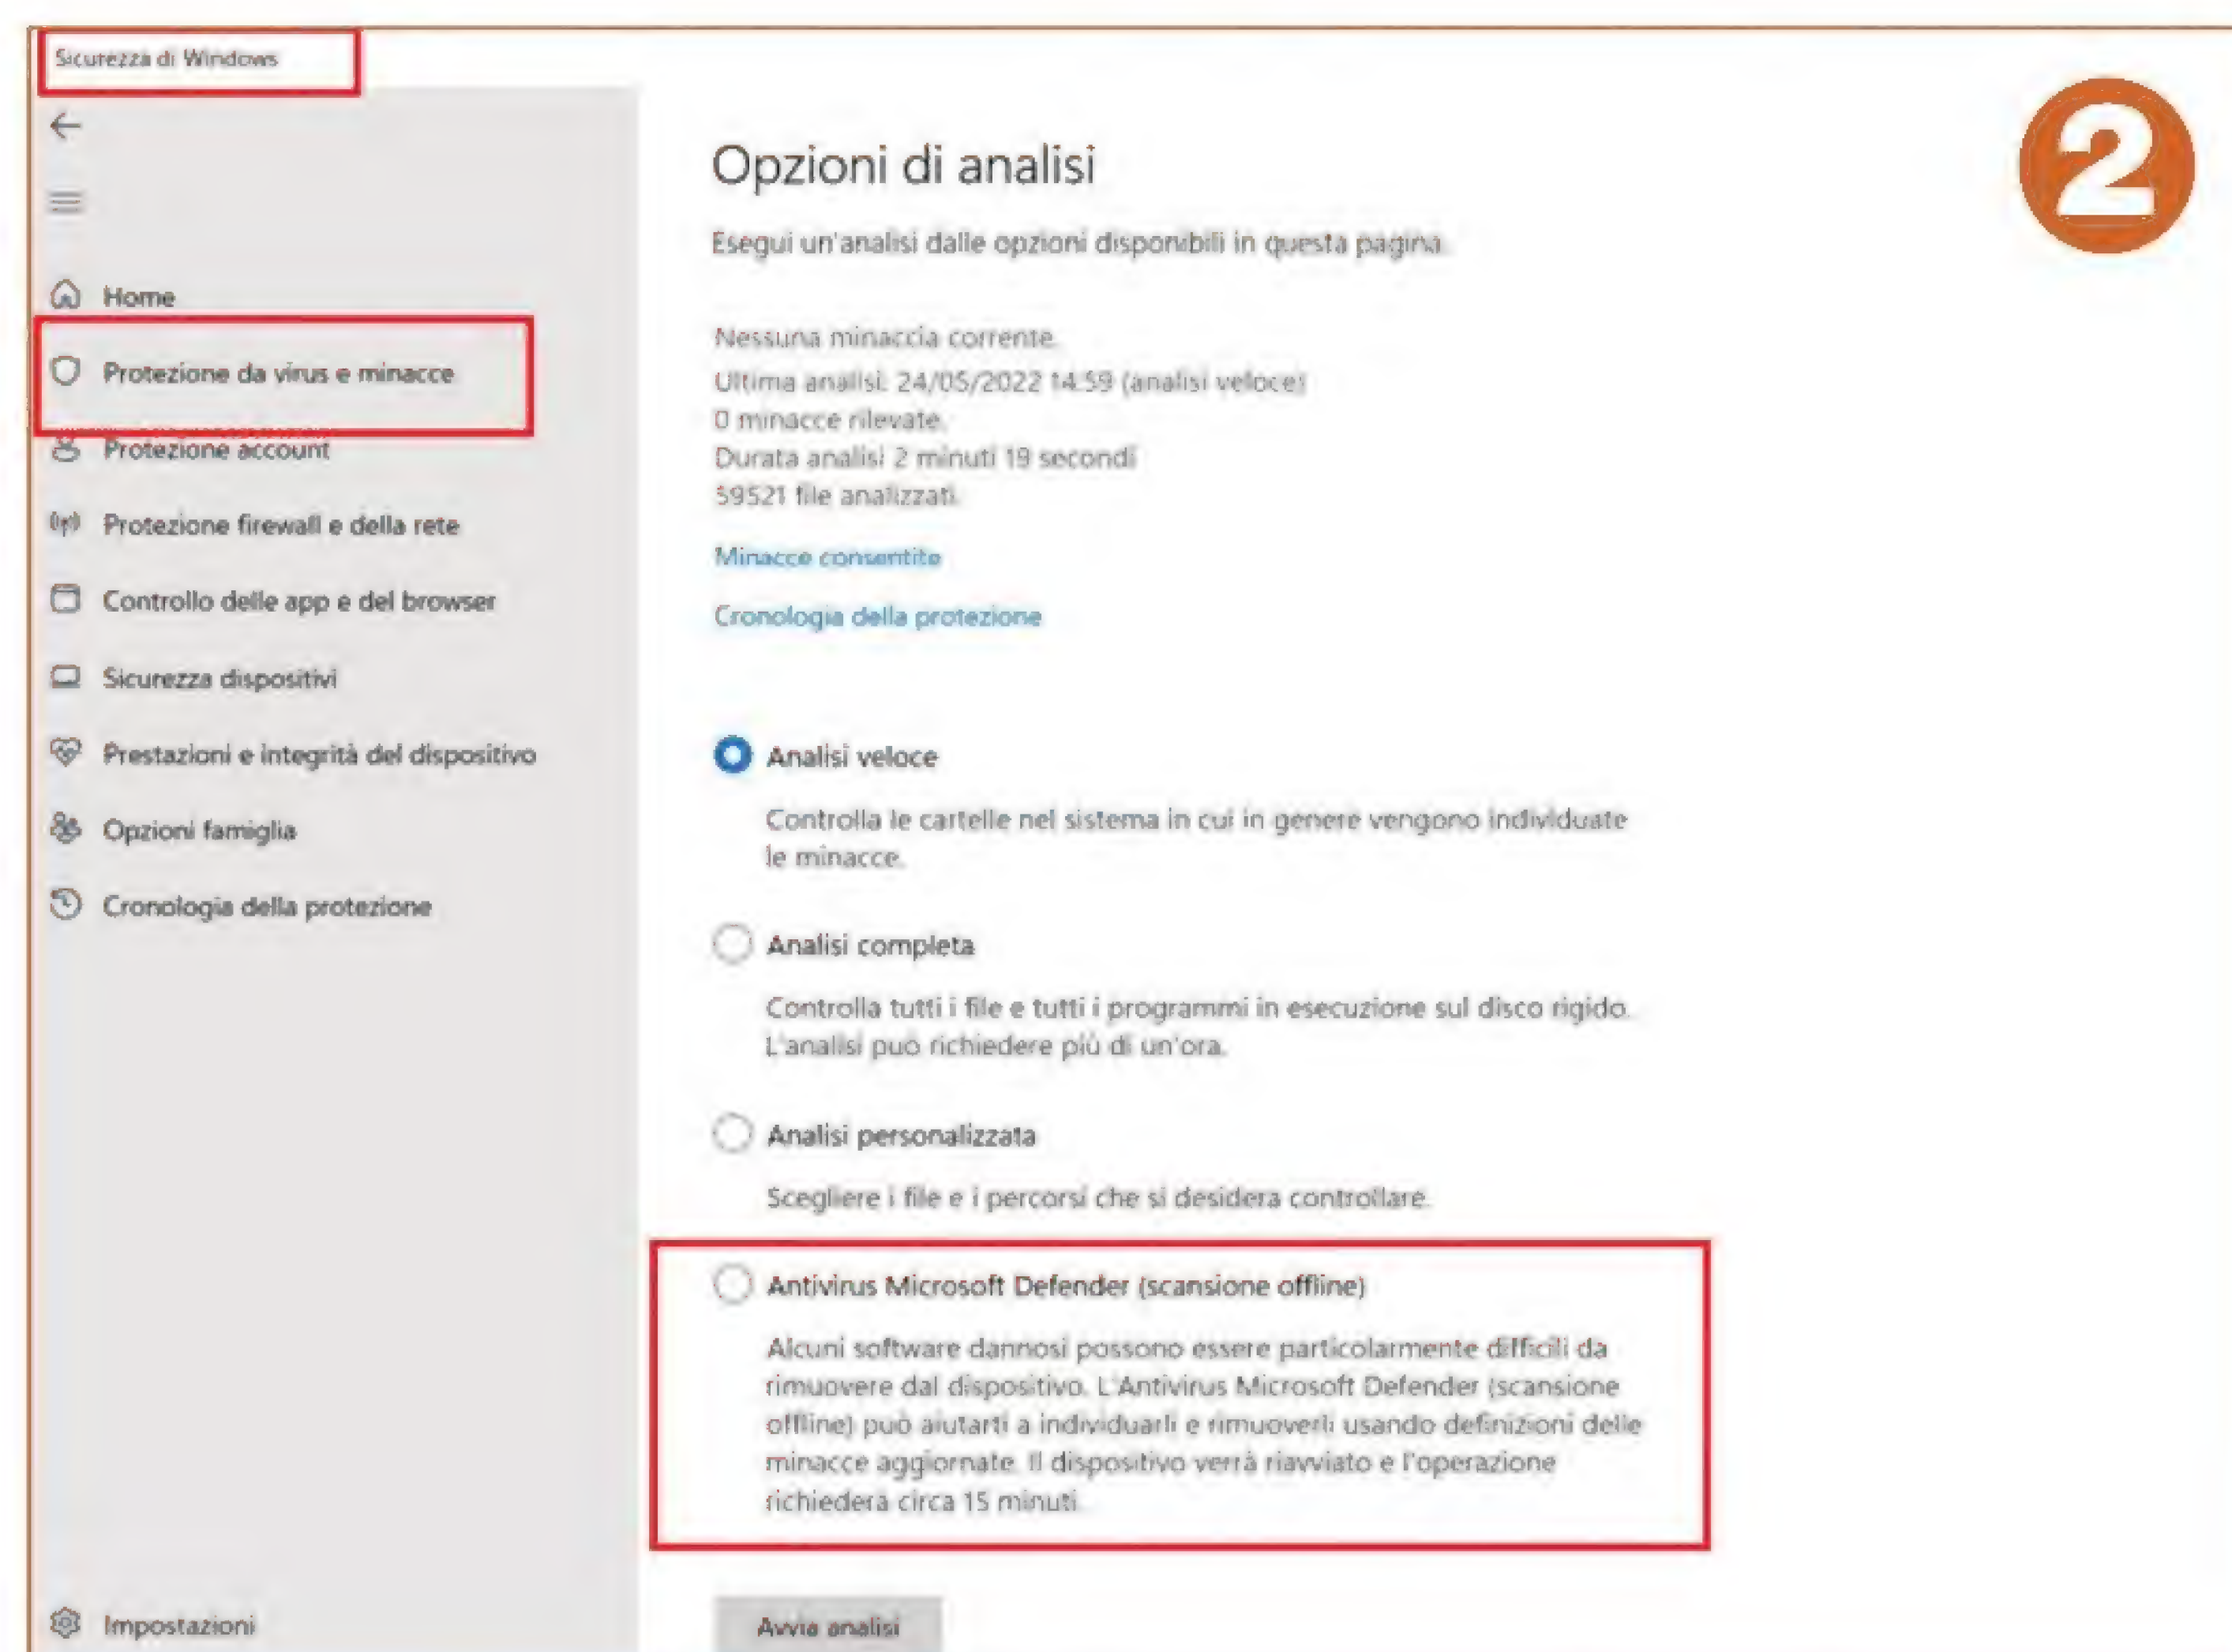 Sicurezza di Windows
2
Home
Protezione da virus e minacce
Protezione account
Protezione firewall e della rete
Controllo delle app e del browser
Sicurezza dispositivi
Prestazioni e integrità del dispositivo
Opzioni famiglia
Cronologia della protezione
Impostazioni
Opzioni di analisi
Esegui un'analisi dalle opzioni disponibili in questa pagina.
Nessuna minaccia corrente.
Ultima analisi: 24/05/2022 14:59 (analisi veloce)
0 minacce rilevate.
Durata analisi 2 minuti 19 secondi
59521 file analizzati.
Minacce consentite
Cronologia della protezione
Analisi veloce
Controlla le cartelle nel sistema in cui in genere vengono individuate
le minacce.
Analisi completa
Controlla tutti i file e tutti i programmi in esecuzione sul disco rigido.
L'analisi può richiedere più di un'ora.
Analisi personalizzata
Scegliere i file e i percorsi che si desidera controllare.
Antivirus Microsoft Defender (scansione offline)
Alcuni software dannosi possono essere particolarmente difficili da
rimuovere dal dispositivo. L'Antivirus Microsoft Defender (scansione
offline) può aiutarti a individuarli e rimuoverli usando definizioni delle
minacce aggiornate. Il dispositivo verrà riavviato e l'operazione
richiederà circa 15 minuti.
Avvia analisi